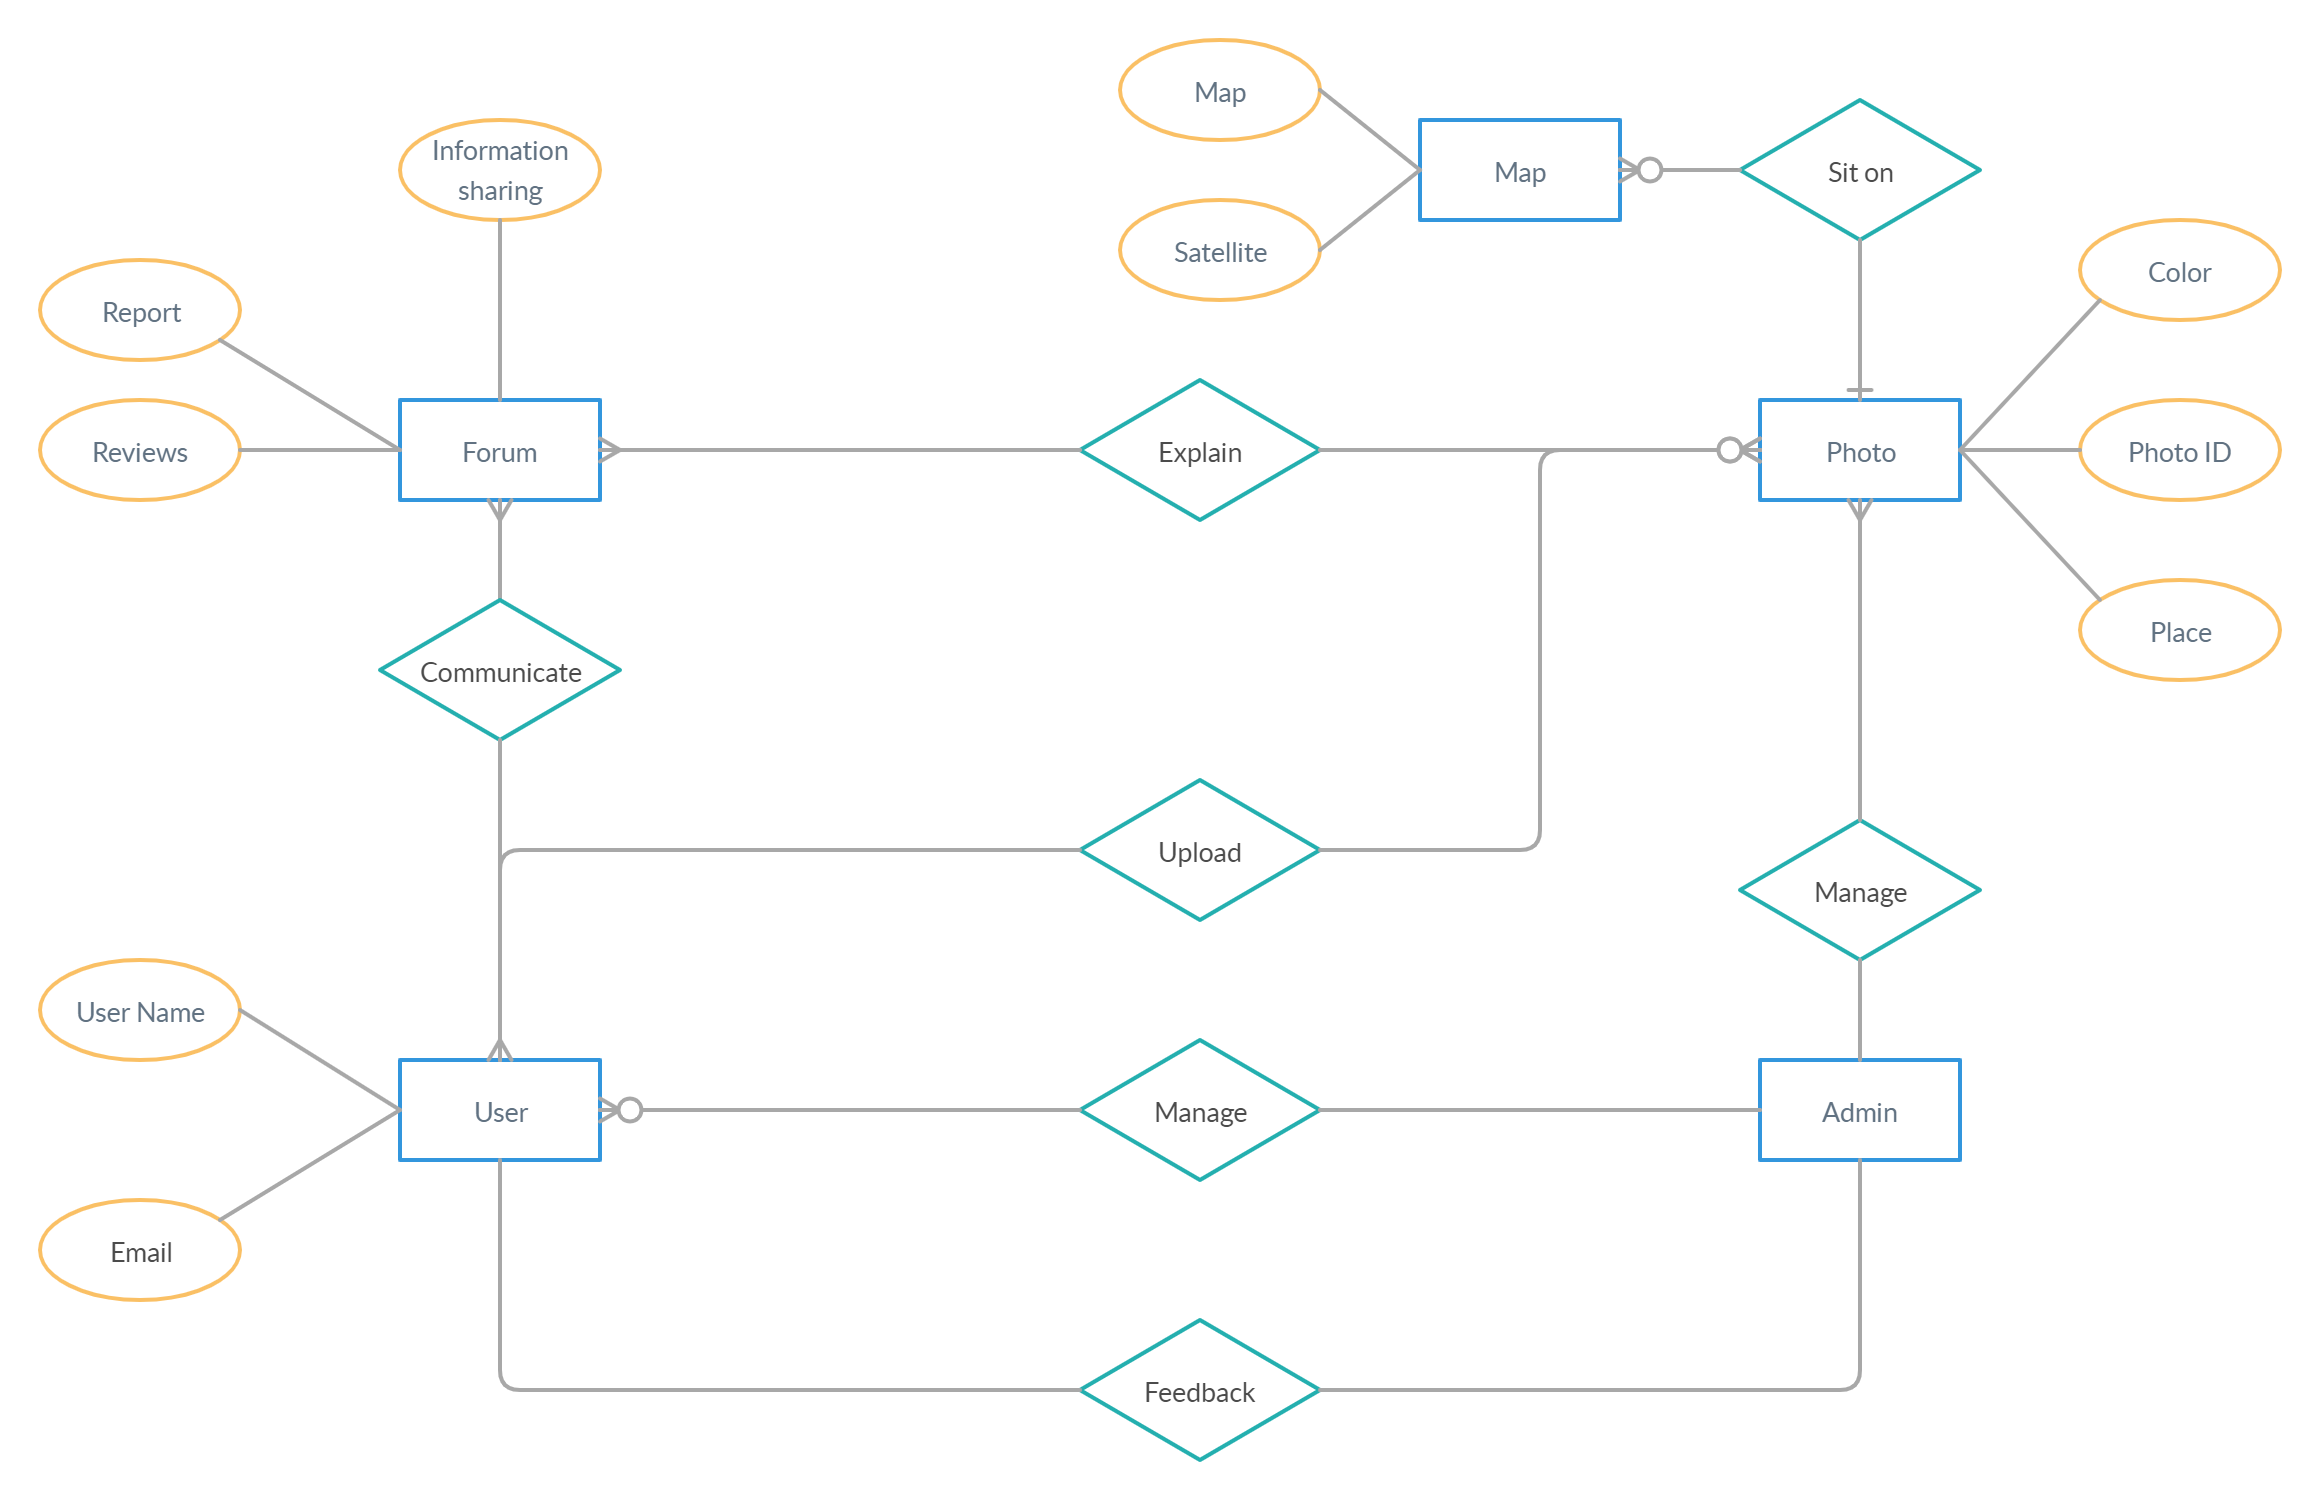 Map
Information
sharing
Map
Sit on
Satellite
Color
Report
Reviews
Forum
Explain
Photo
Photo ID
Place
Communicate
Upload
Manage
User Name
User
Manage
Admin
Email
Feedback